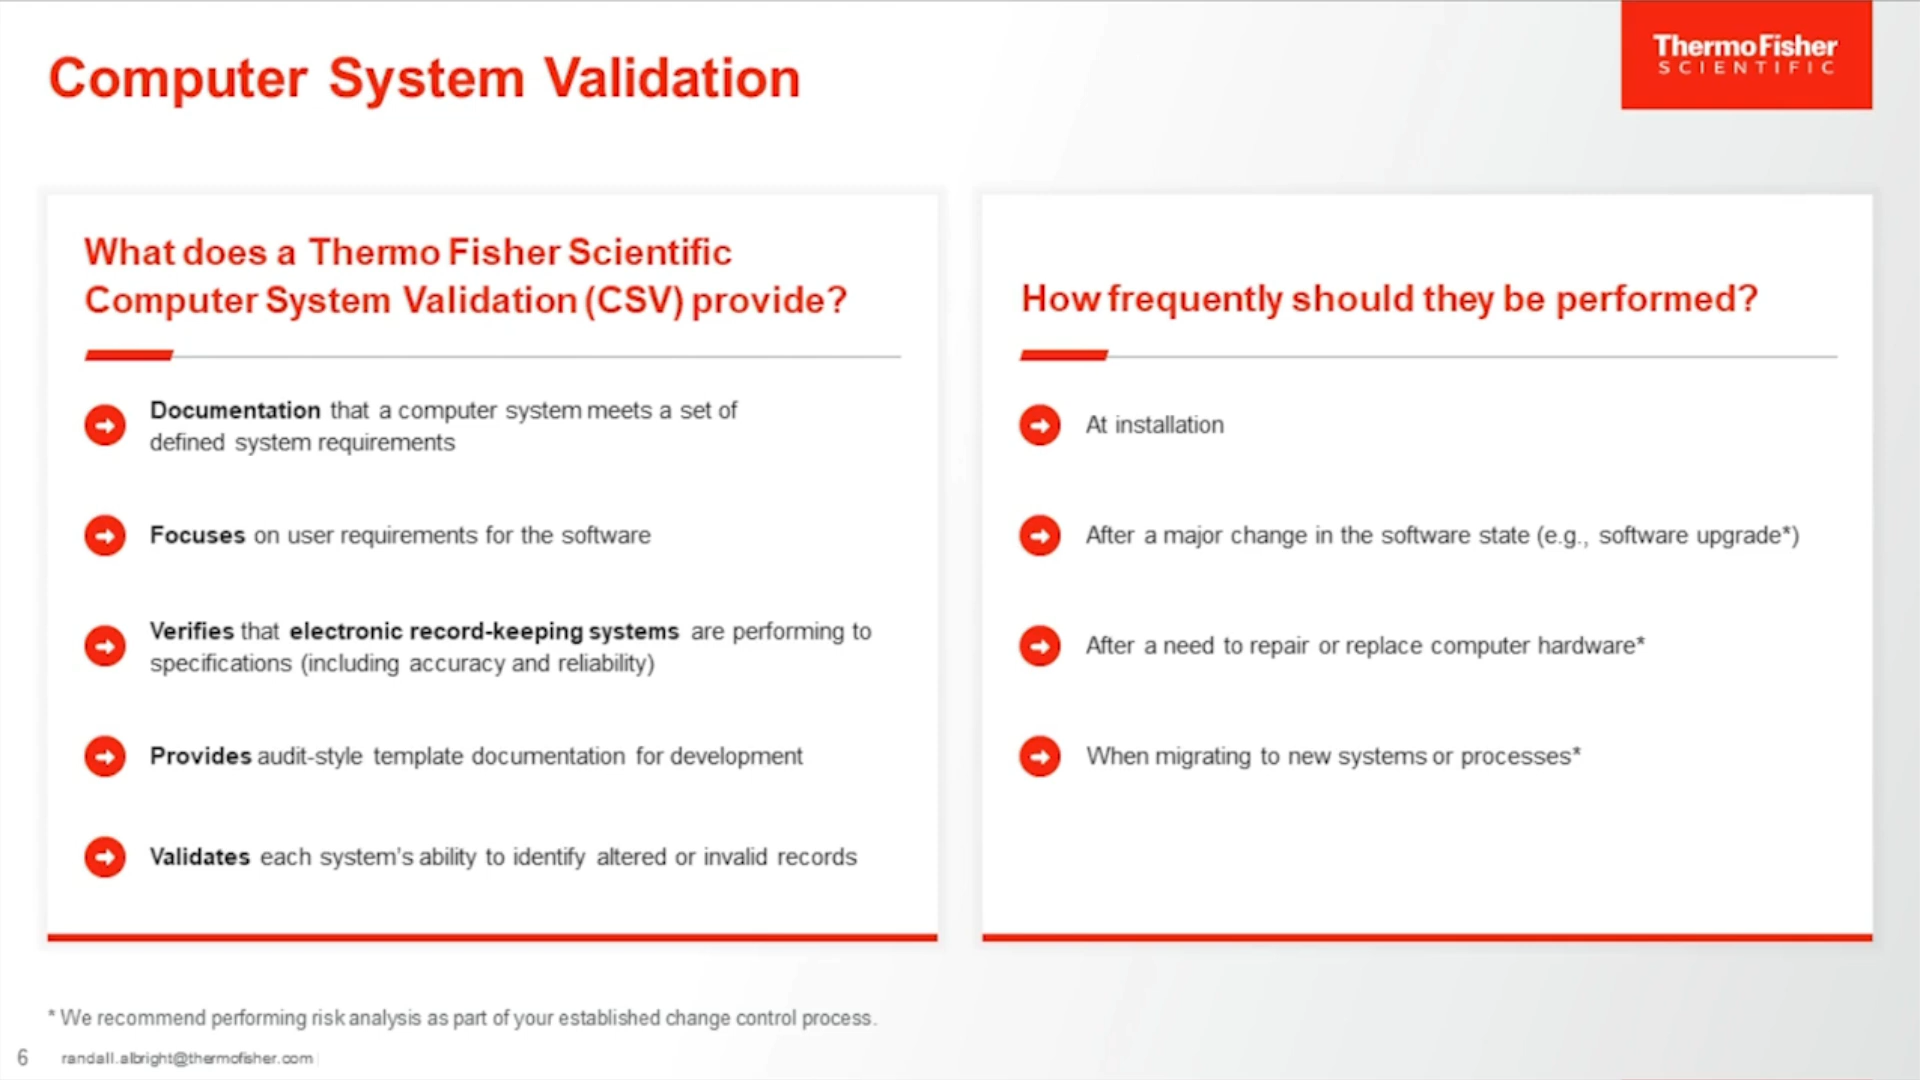 Computer System Validation
ThermoFisher
SCIENTIFIC
What does a Thermo Fisher Scientific
Computer System Validation (CSV) provide?
Documentation that a computer system meets a set of
defined system requirements
Focuses on user requirements for the software
Verifies that electronic record-keeping systems are performing to
specifications (including accuracy and reliability)
Provides audit-style template documentation for development
Validates each system's ability to identify altered or invalid records
How frequently should they be performed?
At installation
After a major change in the software state (e.g., software upgrade*)
After a need to repair or replace computer hardware*
When migrating to new systems or processes*
* We recommend performing risk analysis as part of your established change control process.
6 randall.albright@thermofisher.com